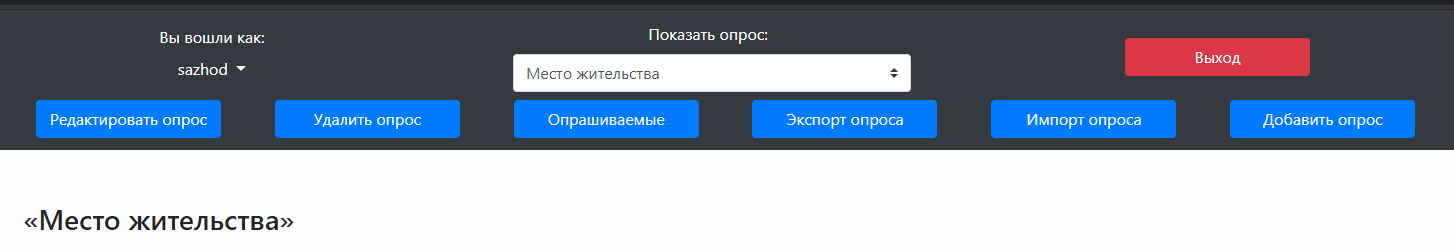 Вы вошли как:
sazhod
Показать опрос:
Место жительства
Выход
Редактировать опрос
Удалить опрос
Опрашиваемые
Экспорт опроса
Импорт опроса
Добавить опрос
«Место жительства»